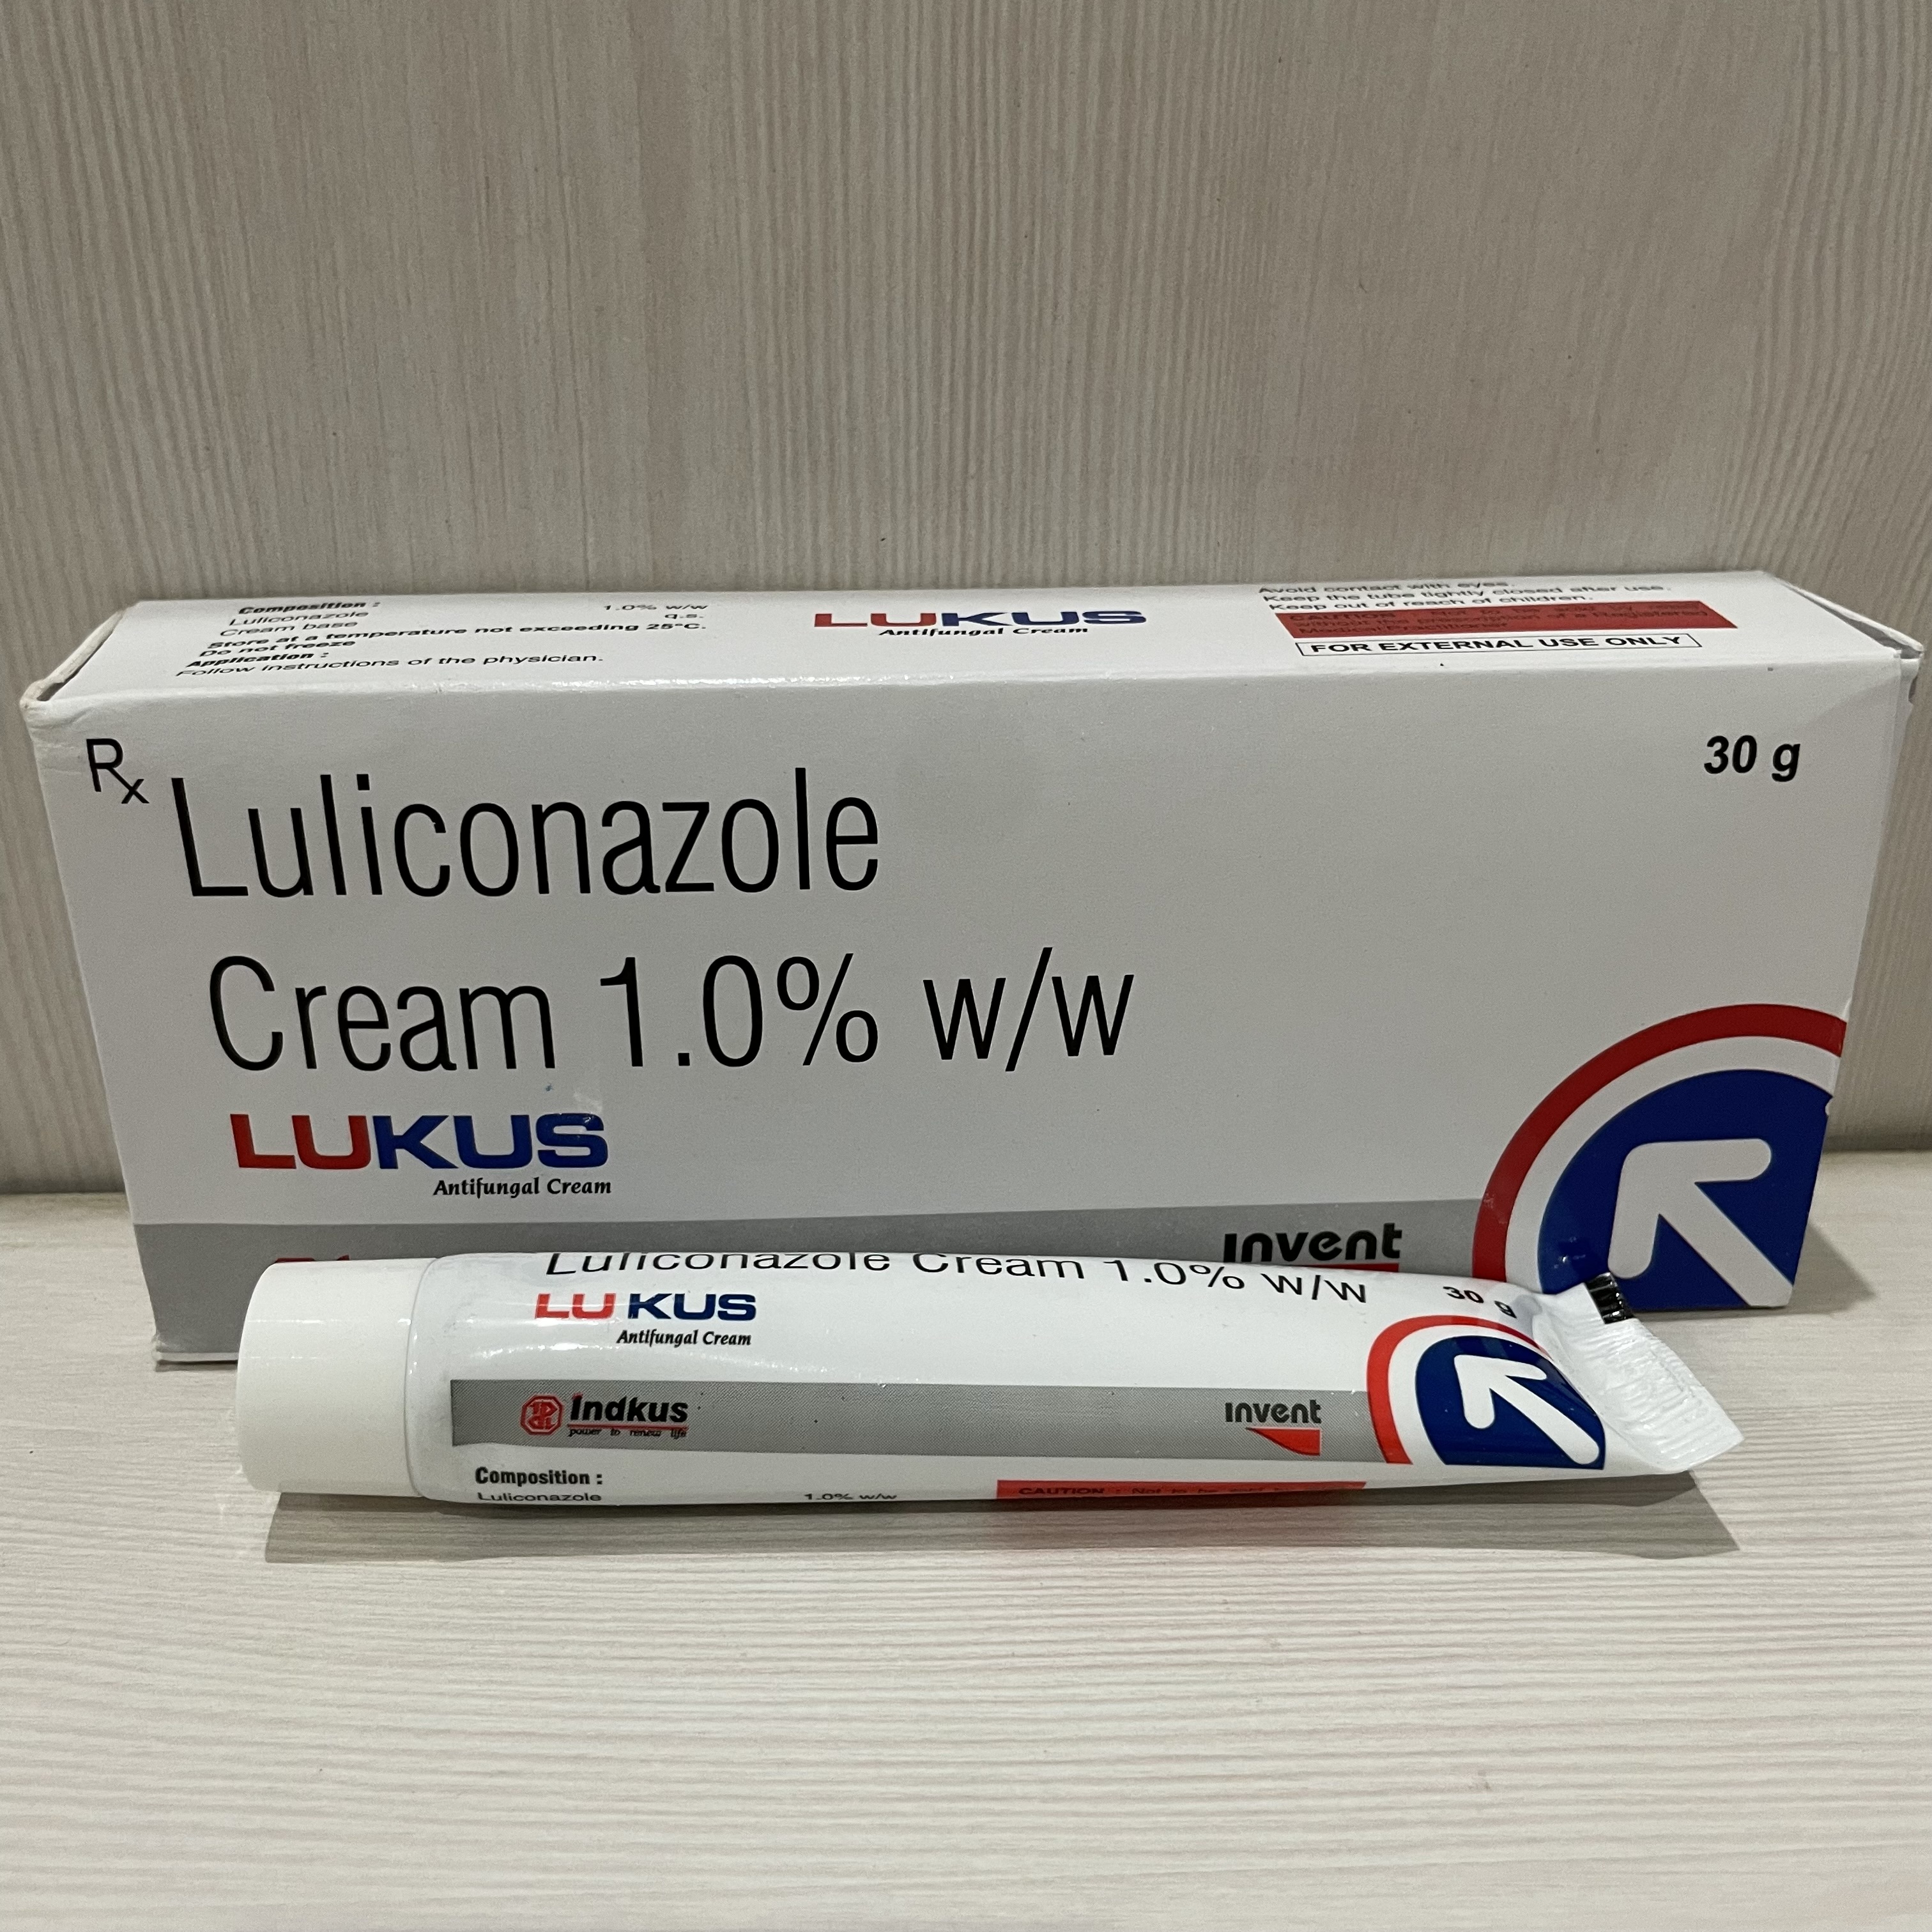 Composition :
Luliconazole 1.0% w/w
Cream base q.s.
Store at a temperature not exceeding 25°C.
Do not freeze
Application :
Follow instructions of the physician.
LUKUS
Antifungal Cream
Avoid contact with eyes.
Keep the tube tightly closed after use.
Keep out of reach of children.
FOR EXTERNAL USE ONLY
Rx
Luliconazole
30 g
Cream 1.0% w/w
LUKUS
Antifungal Cream
invent
Luliconazole Cream 1.0% w/w
30 g
LUKUS
Antifungal Cream
Indkus
power to renew life
invent
Composition :
Luliconazole 1.0% w/w
CAUTION : Not to be